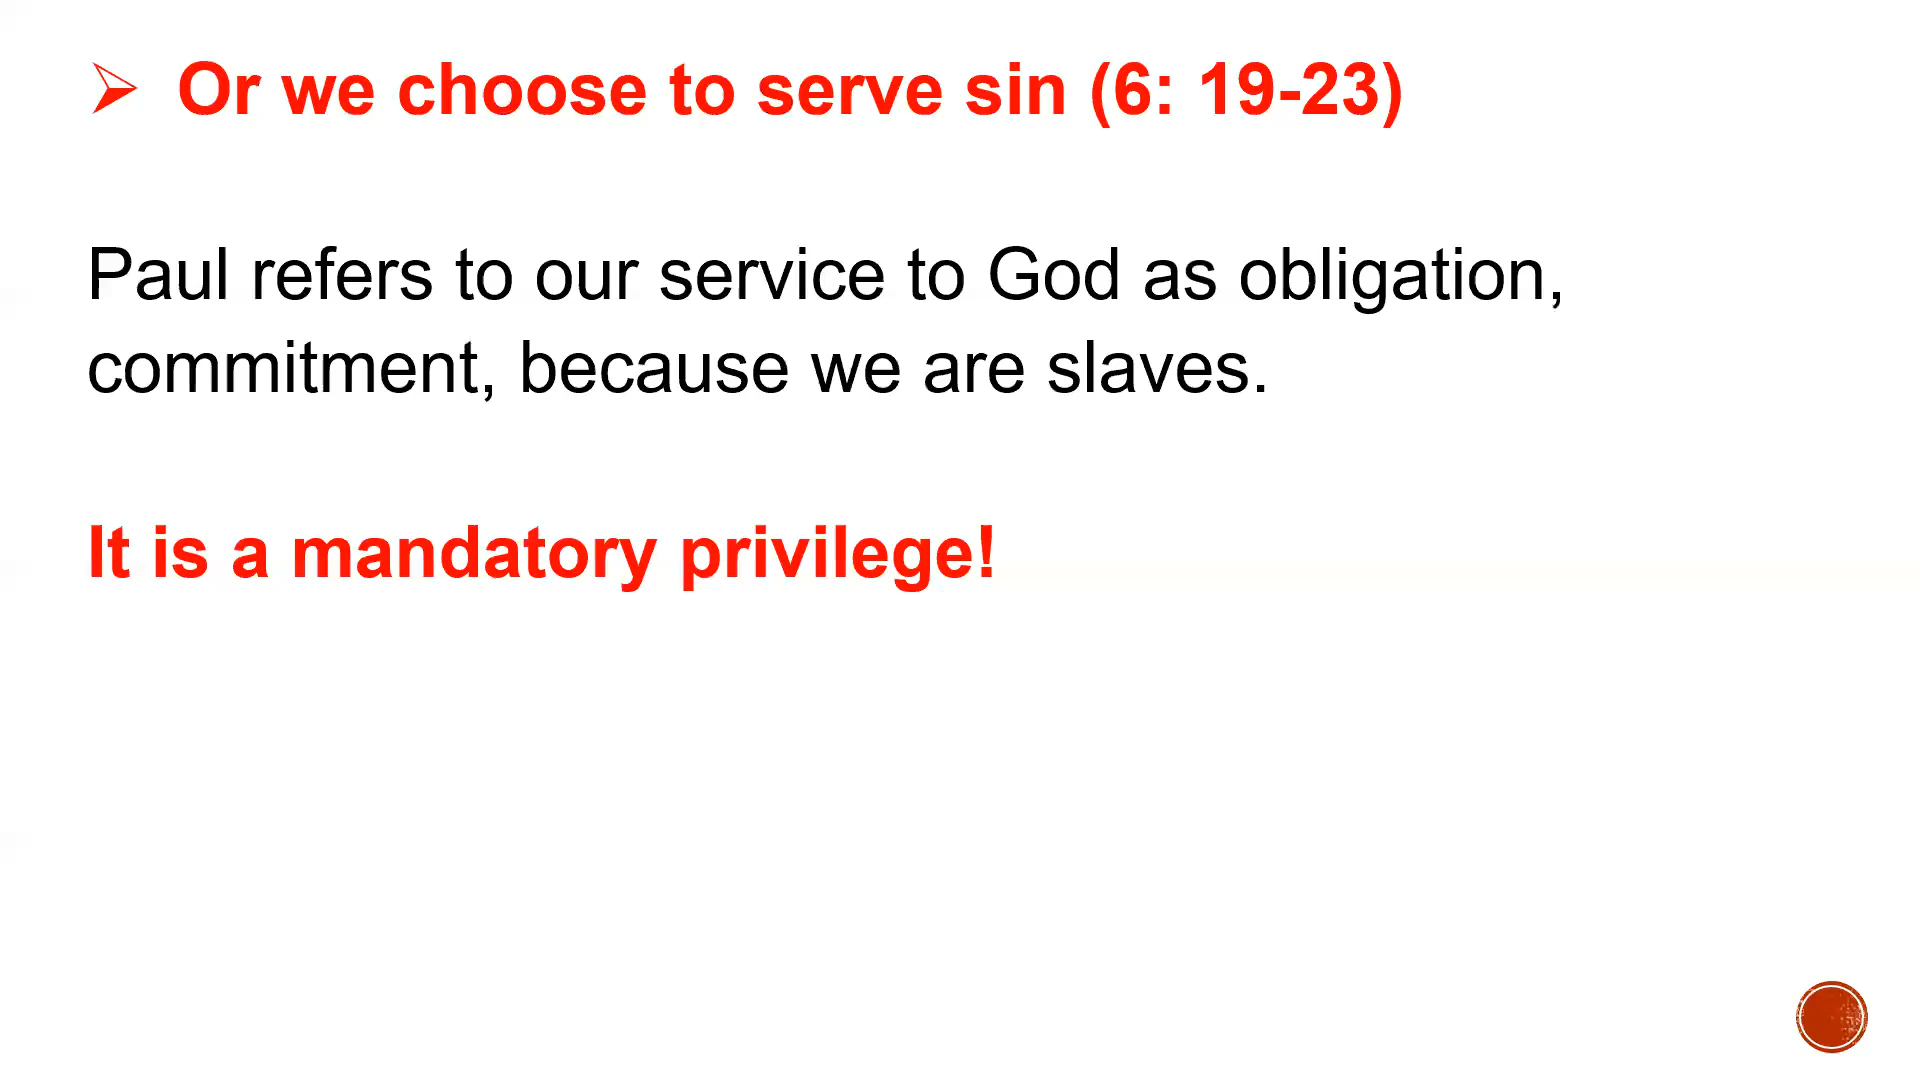 ➢ Or we choose to serve sin (6: 19-23)
Paul refers to our service to God as obligation,
commitment, because we are slaves.
It is a mandatory privilege!